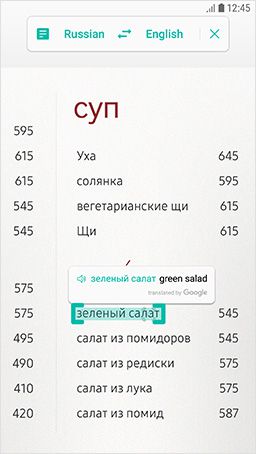 12:45
Russian English
суп
595
615 Уха 645
615 солянка 595
545 вегетарианские щи 615
545 Щи 615
575
зеленый салат green salad
translated by Google
575 зеленый салат 545
495 салат из помидоров 545
490 салат из редиски 575
410 салат из лука 575
420 салат из помид 587